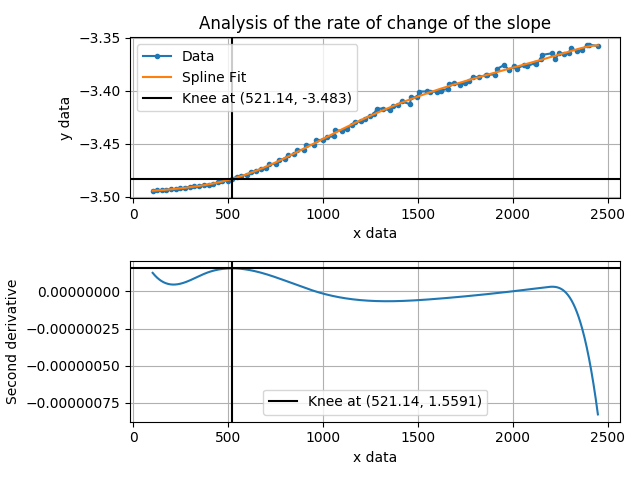 Analysis of the rate of change of the slope
−3.35
−3.40
−3.45
−3.50
y data
Data
Spline Fit
Knee at (521.14, -3.483)
0
500
1000
1500
2000
2500
x data
0.00000000
−0.00000025
−0.00000050
−0.00000075
Second derivative
Knee at (521.14, 1.5591)
0
500
1000
1500
2000
2500
x data